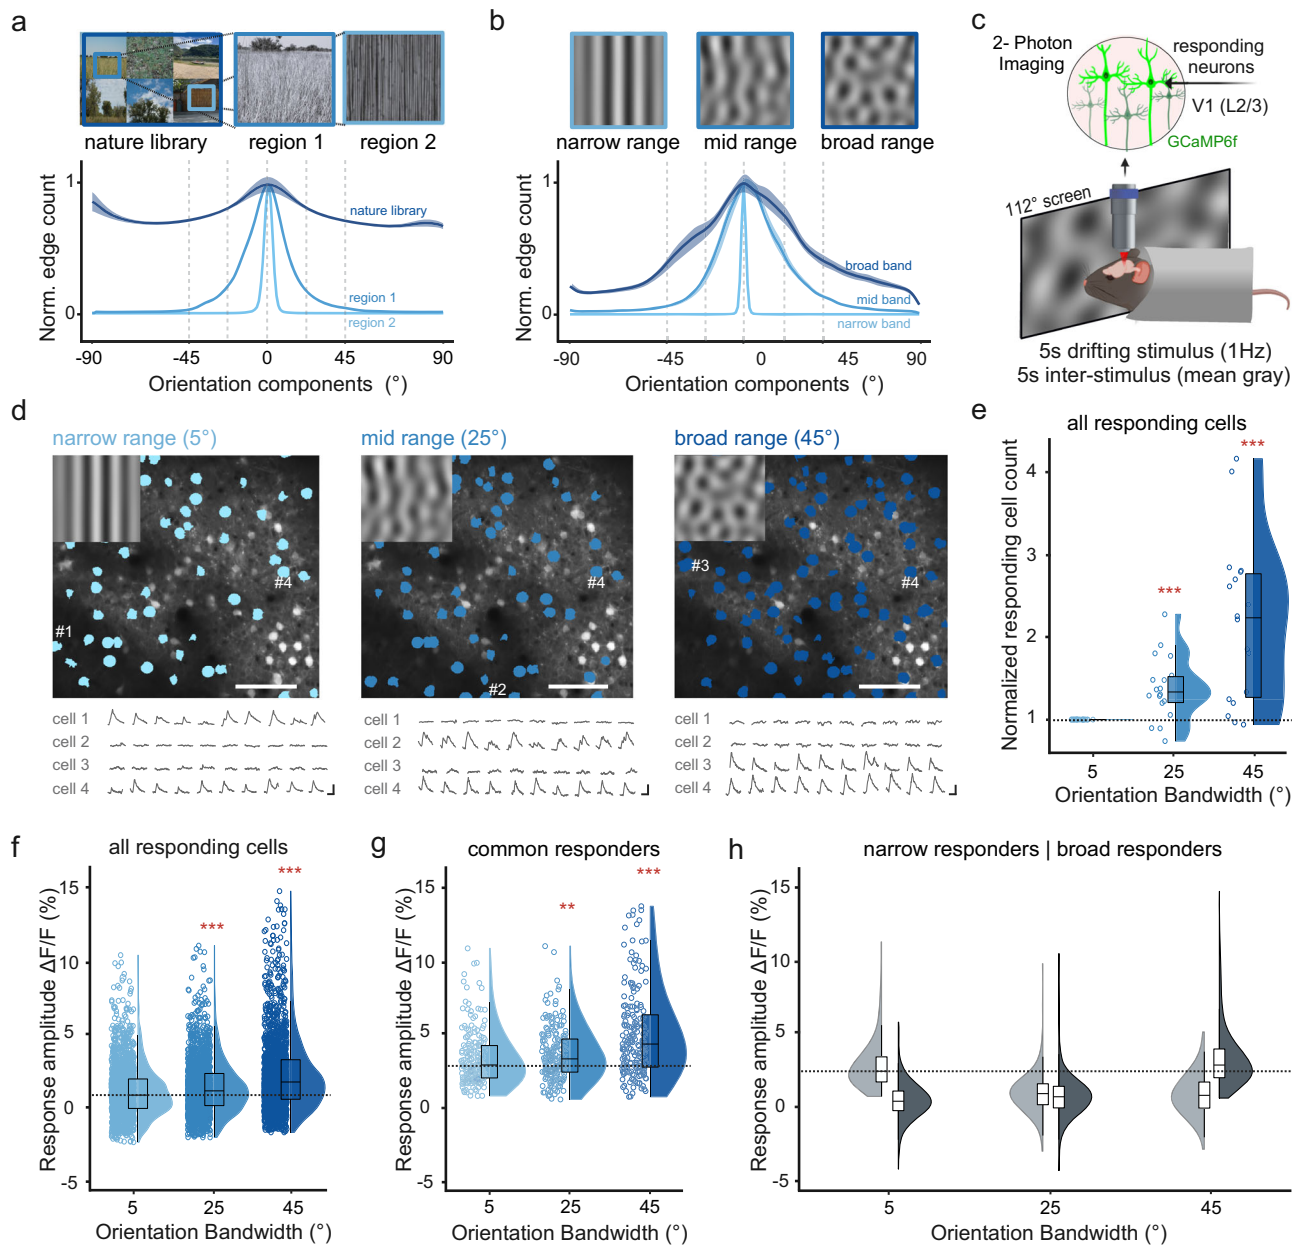 a
nature library
region 1
region 2
Norm. edge count
1
0
nature library
region 1
region 2
-90
-45
0
45
90
Orientation components (°)
b
narrow range
mid range
broad range
Norm. edge count
1
0
broad band
mid band
narrow band
-90
-45
0
45
90
Orientation components (°)
c
2- Photon
Imaging
responding
neurons
V1 (L2/3)
GCaMP6f
112° screen
5s drifting stimulus (1Hz)
5s inter-stimulus (mean gray)
d
narrow range (5°)
#1
#4
cell 1
cell 2
cell 3
cell 4
mid range (25°)
#4
#2
cell 1
cell 2
cell 3
cell 4
broad range (45°)
#3
#4
cell 1
cell 2
cell 3
cell 4
e
all responding cells
Normalized responding cell count
4
3
2
1
***
***
5
25
45
Orientation Bandwidth (°)
f
all responding cells
Response amplitude ΔF/F (%)
15
10
5
0
-5
***
***
5
25
45
Orientation Bandwidth (°)
g
common responders
Response amplitude ΔF/F (%)
15
10
5
0
-5
**
***
5
25
45
Orientation Bandwidth (°)
h
narrow responders | broad responders
Response amplitude ΔF/F (%)
15
10
5
0
-5
5
25
45
Orientation Bandwidth (°)